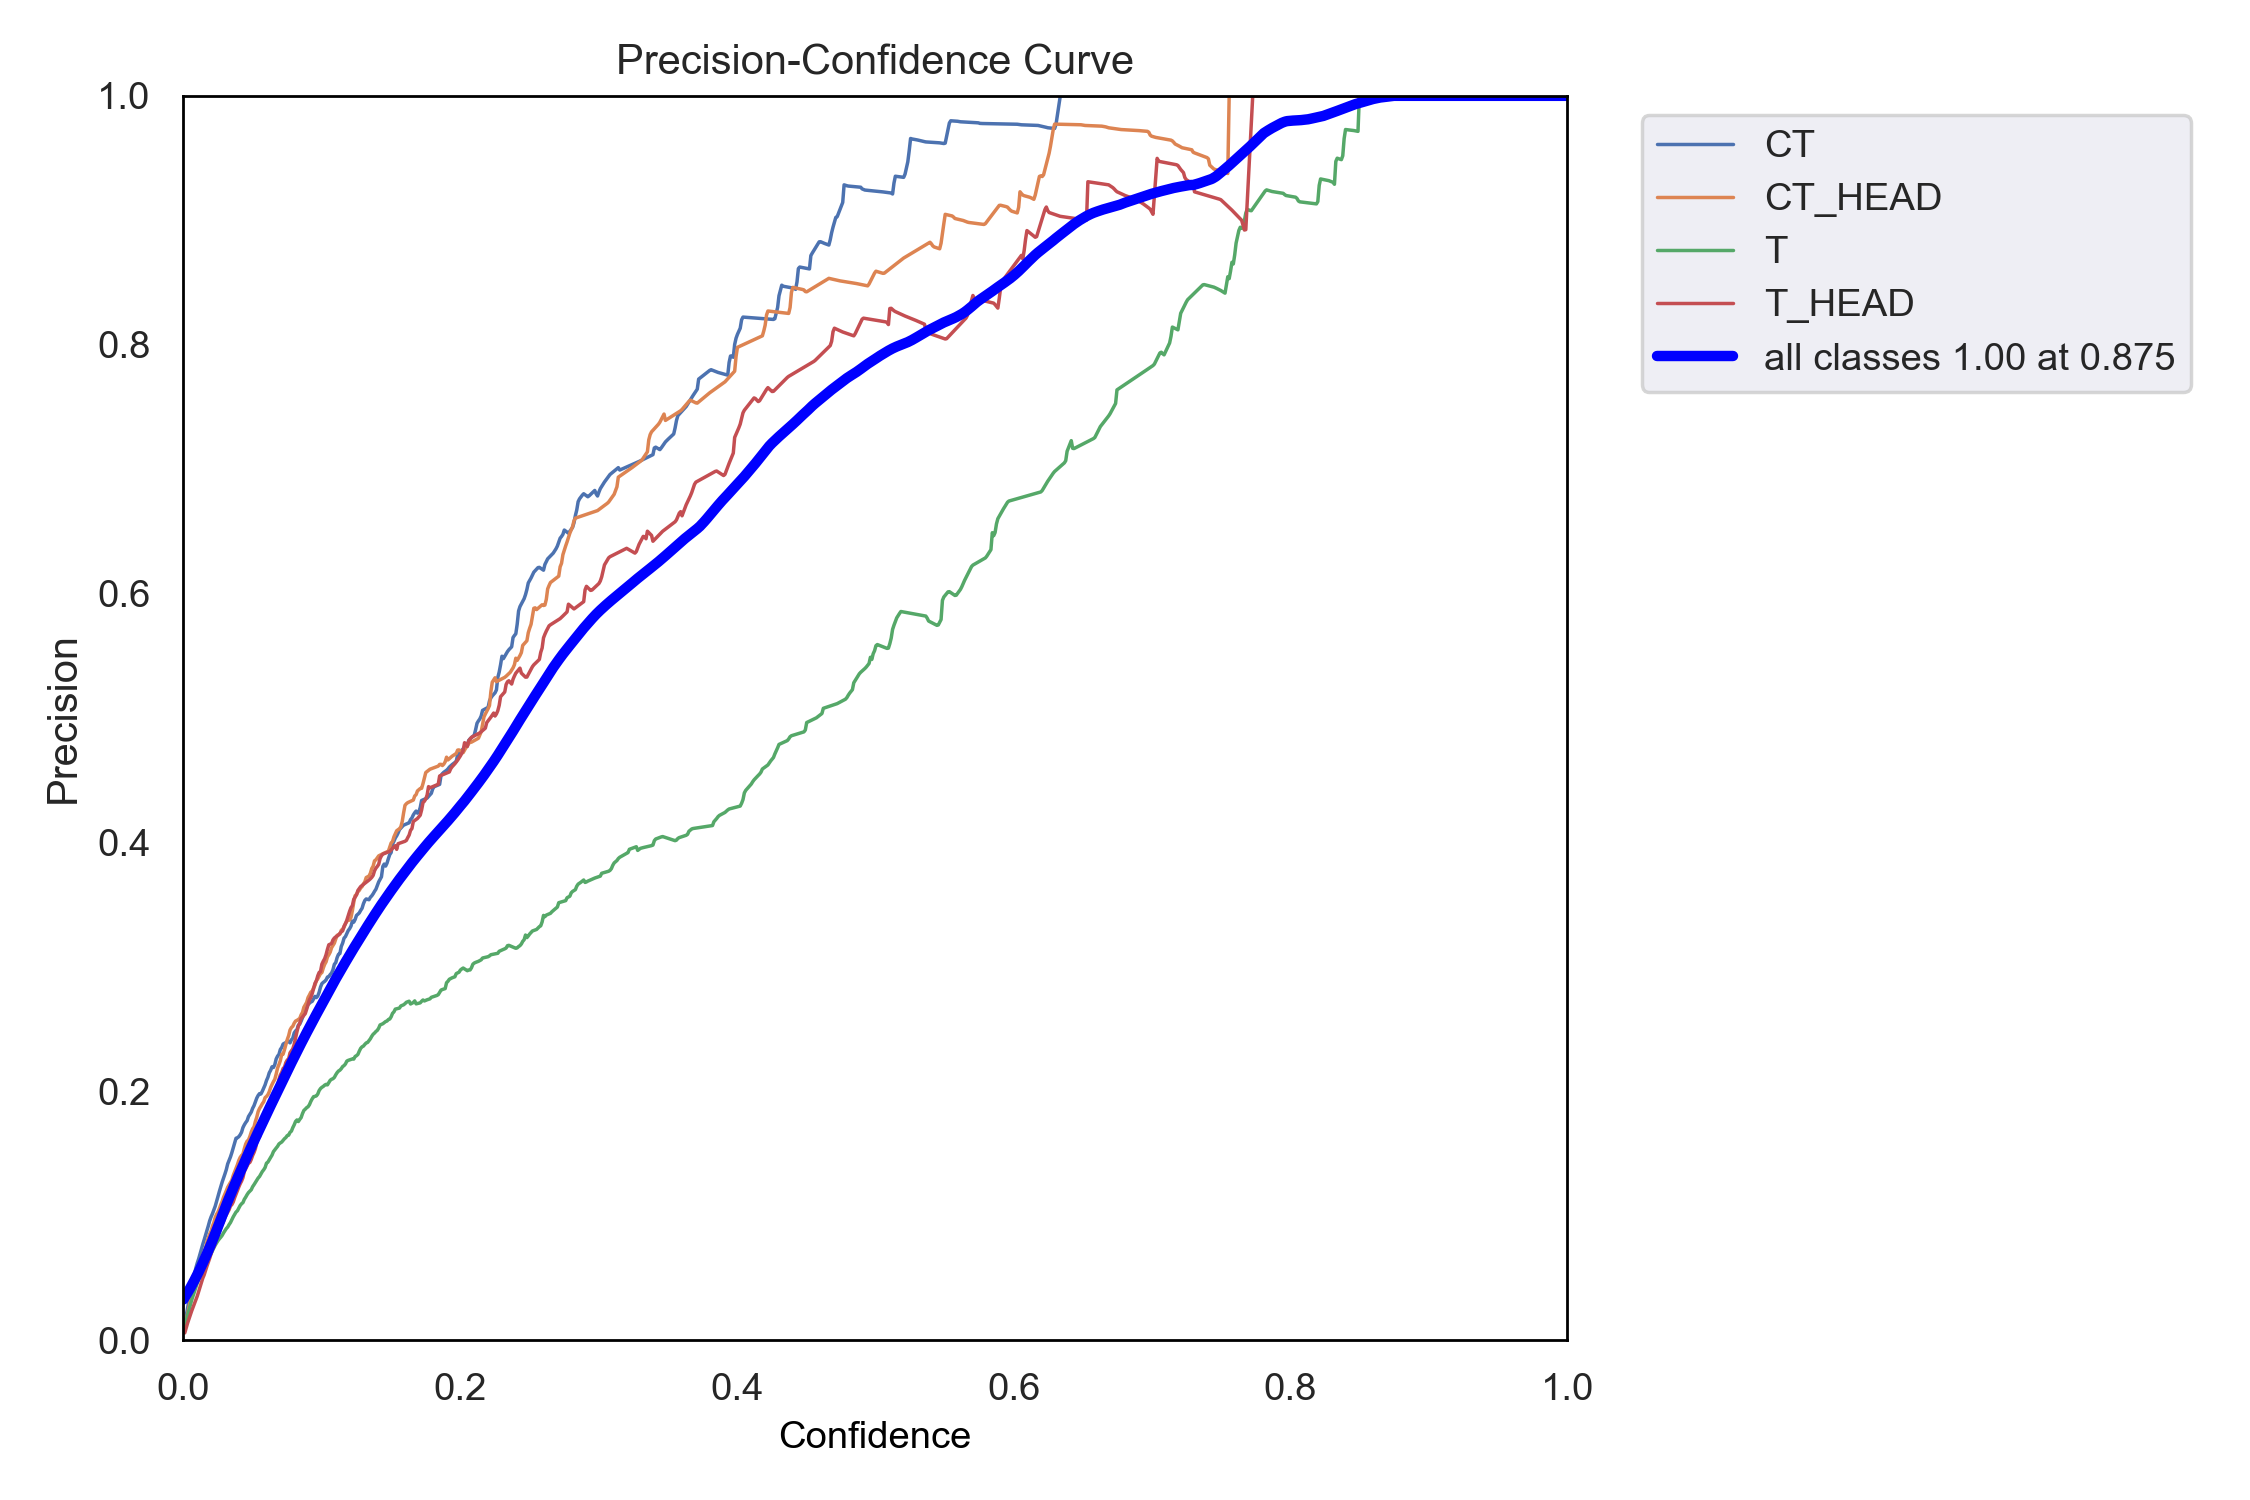 Precision-Confidence Curve
1.0
0.8
0.6
0.4
0.2
0.0
Precision
0.0 0.2 0.4 0.6 0.8 1.0
Confidence
CT
CT_HEAD
T
T_HEAD
all classes 1.00 at 0.875